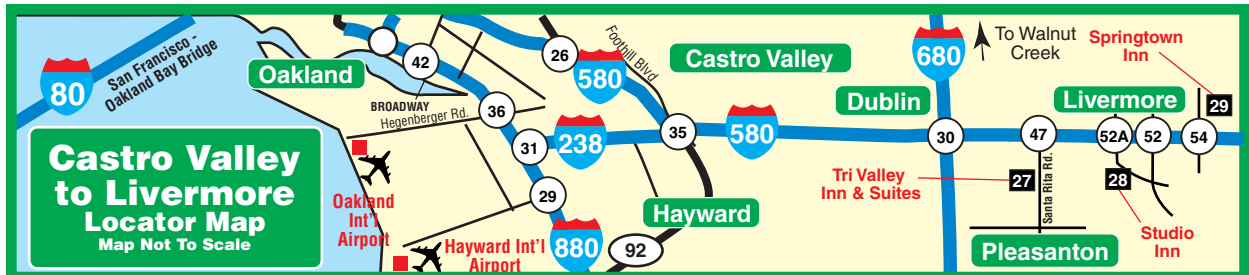 80
San Francisco -
Oakland Bay Bridge
Oakland
42
26
580
Foothill Blvd
Castro Valley
680
To Walnut
Creek
Springtown
Inn
29
BROADWAY
Hegenberger Rd.
36
31
238
35
580
Dublin
30
47
Livermore
52A
52
54
Castro Valley
to Livermore
Locator Map
Map Not To Scale
Oakland
Int'l
Airport
29
Hayward
Tri Valley
Inn & Suites
27
Santa Rita Rd.
28
Studio
Inn
Hayward Int'l
Airport
880
92
Pleasanton